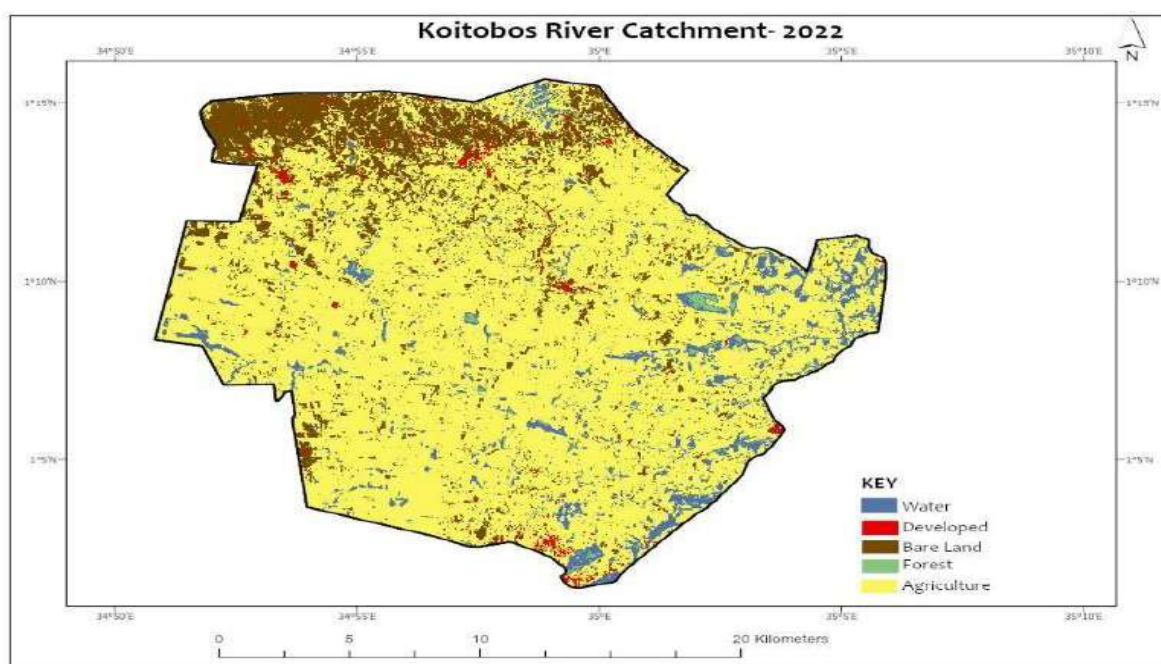 Koitobos River Catchment- 2022
N
34°50'E 34°55'E 35°E 35°5'E 35°10'E
1°15'N 1°15'N
1°10'N 1°10'N
1°5'N 1°5'N
KEY
Water
Developed
Bare Land
Forest
Agriculture
34°50'E 34°55'E 35°E 35°5'E 35°10'E
0 5 10 20 Kilometers